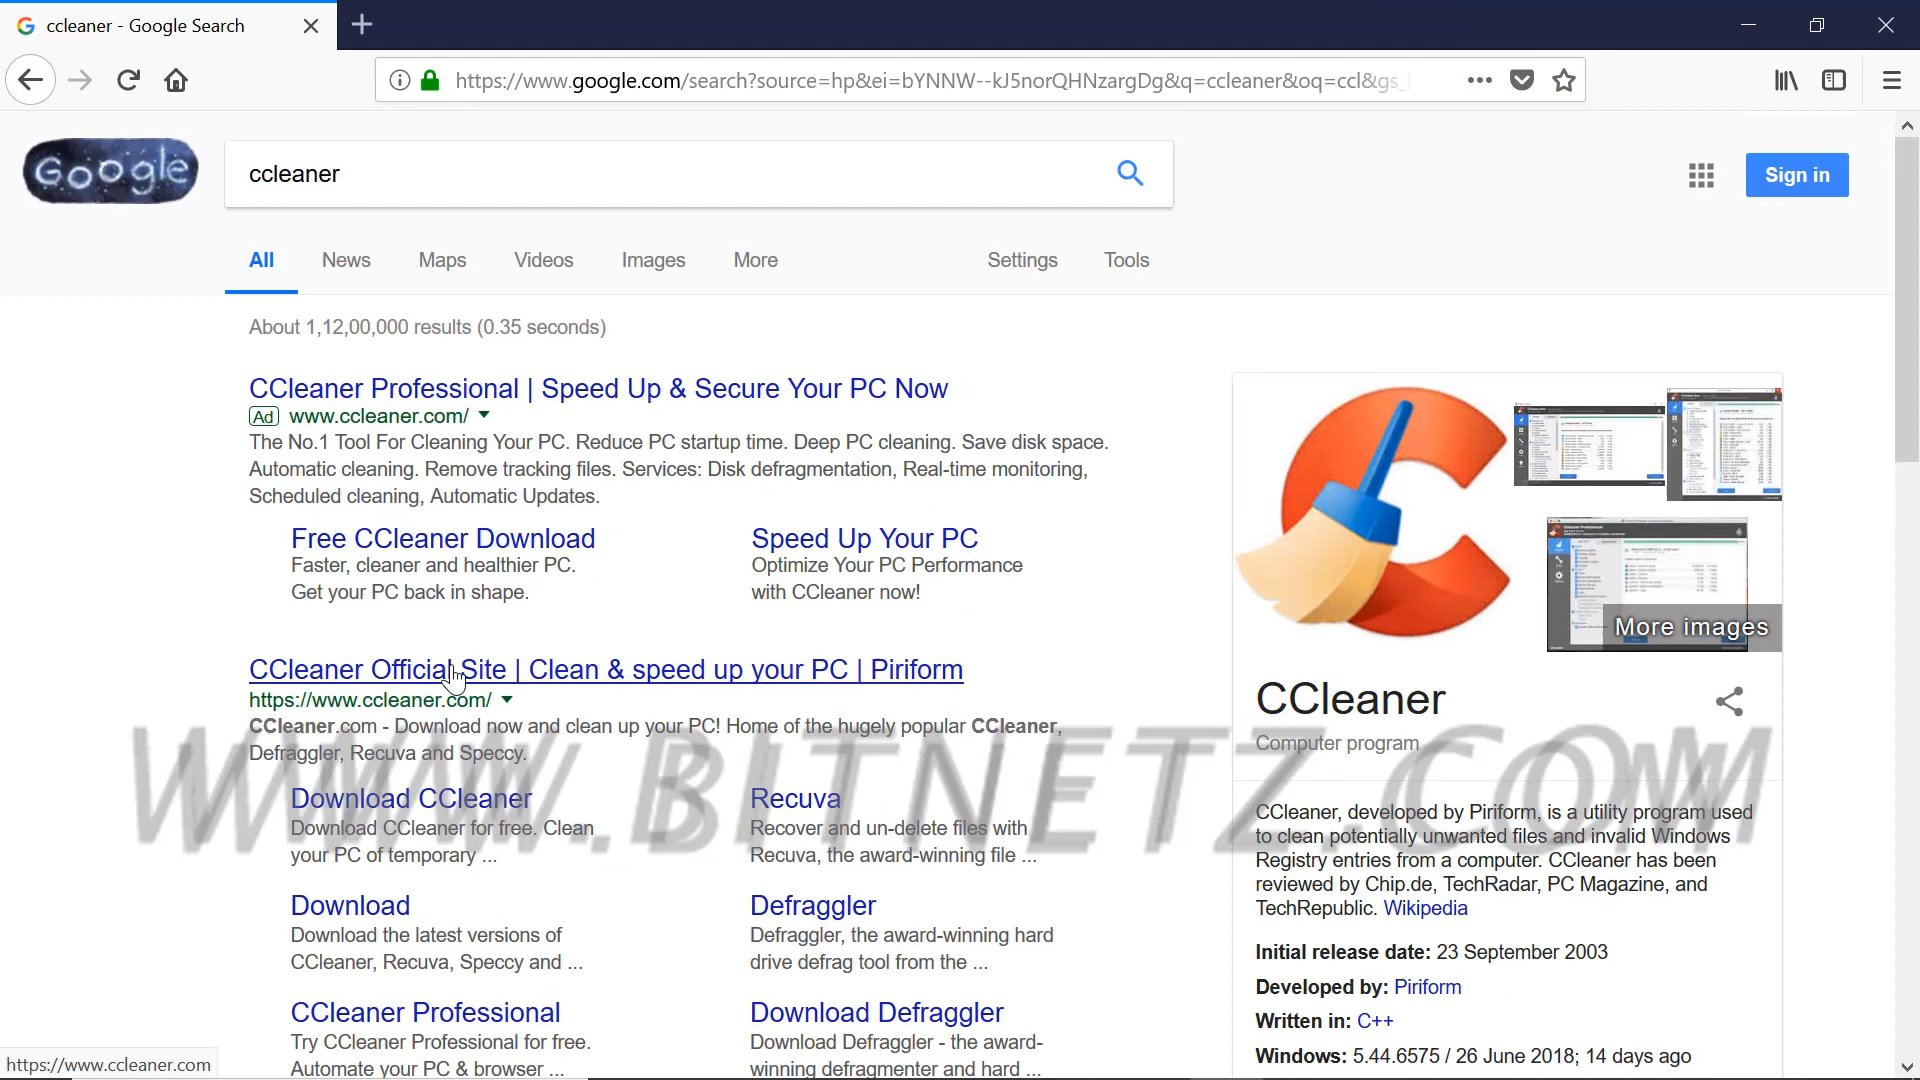 ccleaner - Google Search
https://www.google.com/search?source=hp&ei=bYNNW--kJ5norQHNzargDg&q=ccleaner&oq=ccl&gs_
Google
ccleaner
Sign in
All News Maps Videos Images More Settings Tools
About 1,12,00,000 results (0.35 seconds)
CCleaner Professional | Speed Up & Secure Your PC Now
Ad www.ccleaner.com/
The No.1 Tool For Cleaning Your PC. Reduce PC startup time. Deep PC cleaning. Save disk space.
Automatic cleaning. Remove tracking files. Services: Disk defragmentation, Real-time monitoring,
Scheduled cleaning, Automatic Updates.
Free CCleaner Download
Faster, cleaner and healthier PC.
Get your PC back in shape.
Speed Up Your PC
Optimize Your PC Performance
with CCleaner now!
CCleaner Official Site | Clean & speed up your PC | Piriform
https://www.ccleaner.com/
CCleaner.com - Download now and clean up your PC! Home of the hugely popular CCleaner,
Defraggler, Recuva and Speccy.
Download CCleaner
Download CCleaner for free. Clean
your PC of temporary ...
Recuva
Recover and un-delete files with
Recuva, the award-winning file ...
Download
Download the latest versions of
CCleaner, Recuva, Speccy and ...
Defraggler
Defraggler, the award-winning hard
drive defrag tool from the ...
CCleaner Professional
Try CCleaner Professional for free.
Automate your PC & browser ...
Download Defraggler
Download Defraggler - the award-
winning defragmenter and hard ...
More images
CCleaner
Computer program
CCleaner, developed by Piriform, is a utility program used
to clean potentially unwanted files and invalid Windows
Registry entries from a computer. CCleaner has been
reviewed by Chip.de, TechRadar, PC Magazine, and
TechRepublic. Wikipedia
Initial release date: 23 September 2003
Developed by: Piriform
Written in: C++
Windows: 5.44.6575 / 26 June 2018; 14 days ago
WWW.BITNETZ.COM
https://www.ccleaner.com